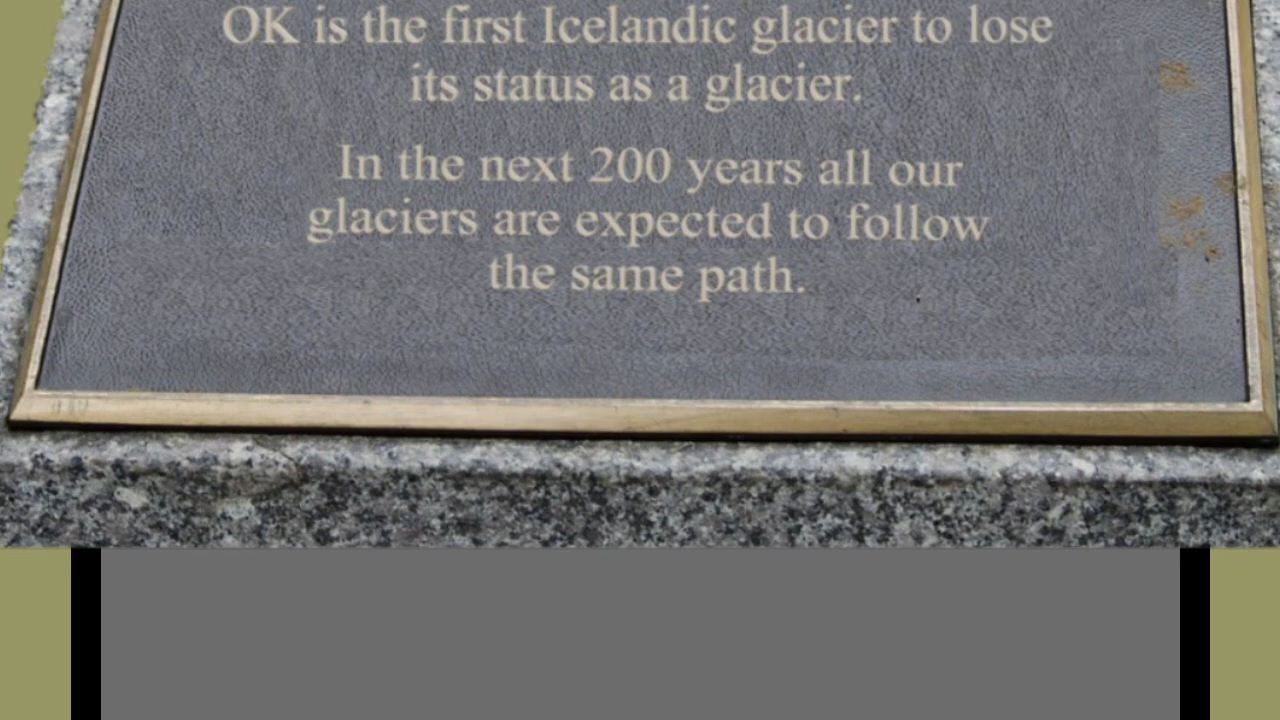 OK is the first Icelandic glacier to lose
its status as a glacier.
In the next 200 years all our
glaciers are expected to follow
the same path.